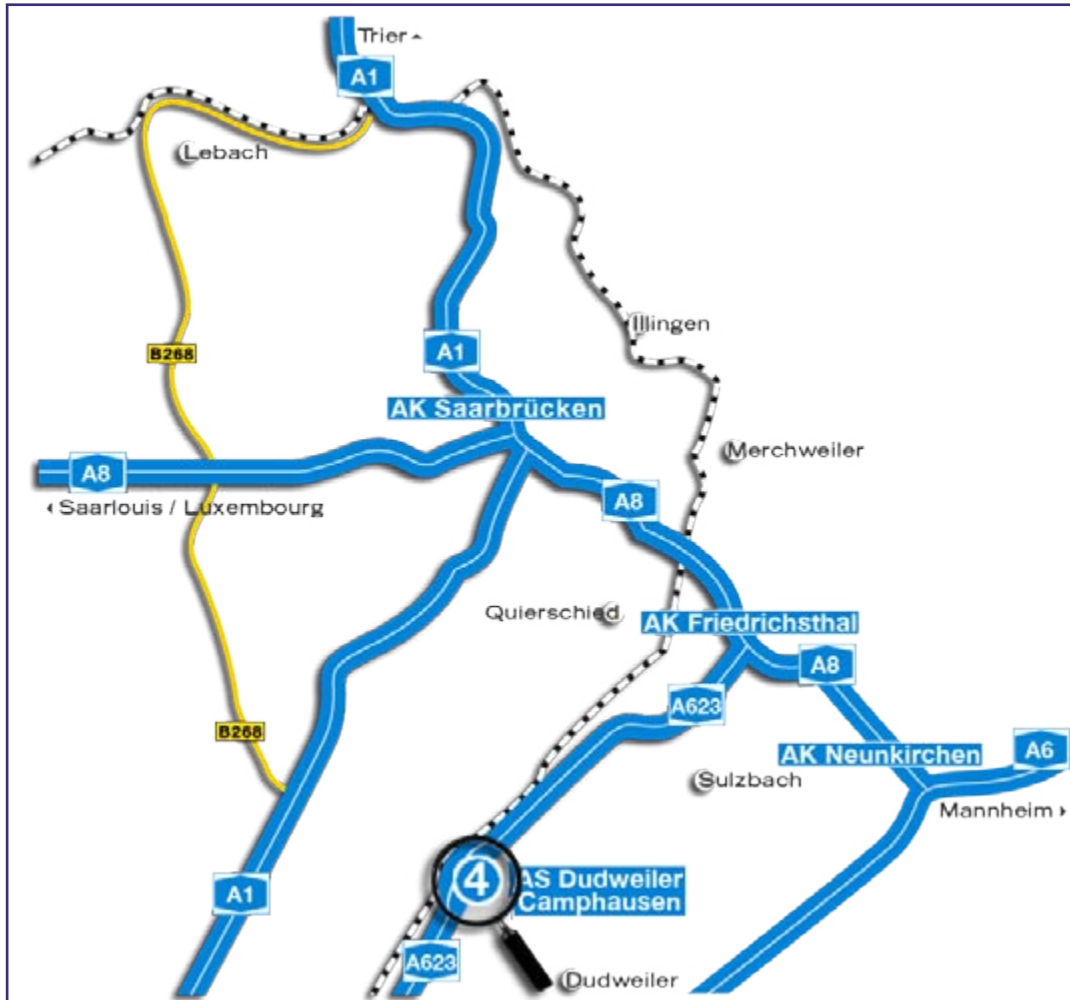 Trier
A1
Lebach
Illingen
B268
A1
AK Saarbrücken
Merchweiler
A8
A8
Saarlouis / Luxembourg
Quierschied
AK Friedrichsthal
A8
A623
B268
AK Neunkirchen
A6
Sulzbach
Mannheim
4
AS Dudweiler
Camphausen
A1
A623
Dudweiler